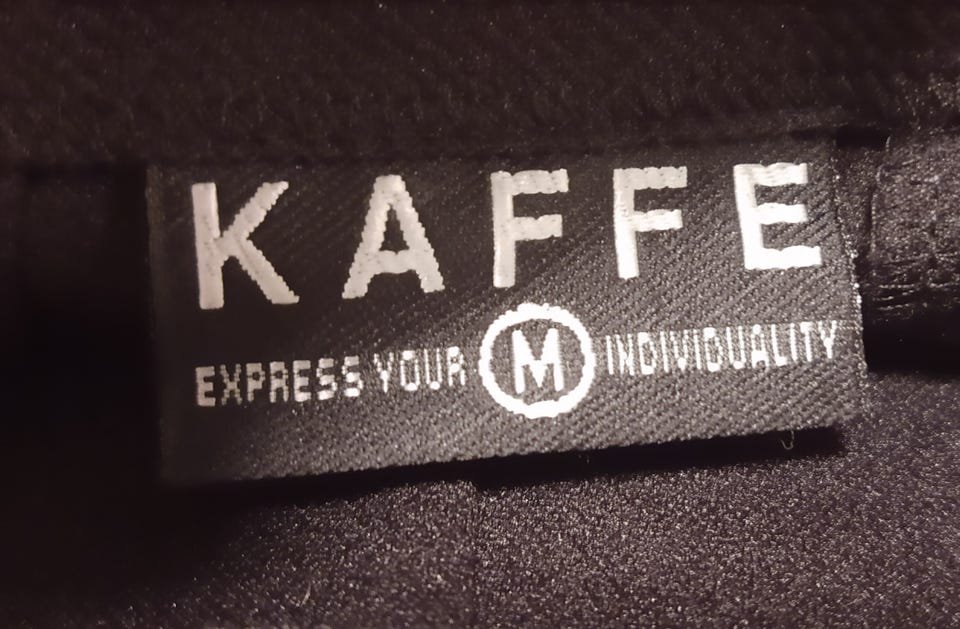 KAFFE
EXPRESS YOUR M INDIVIDUALITY